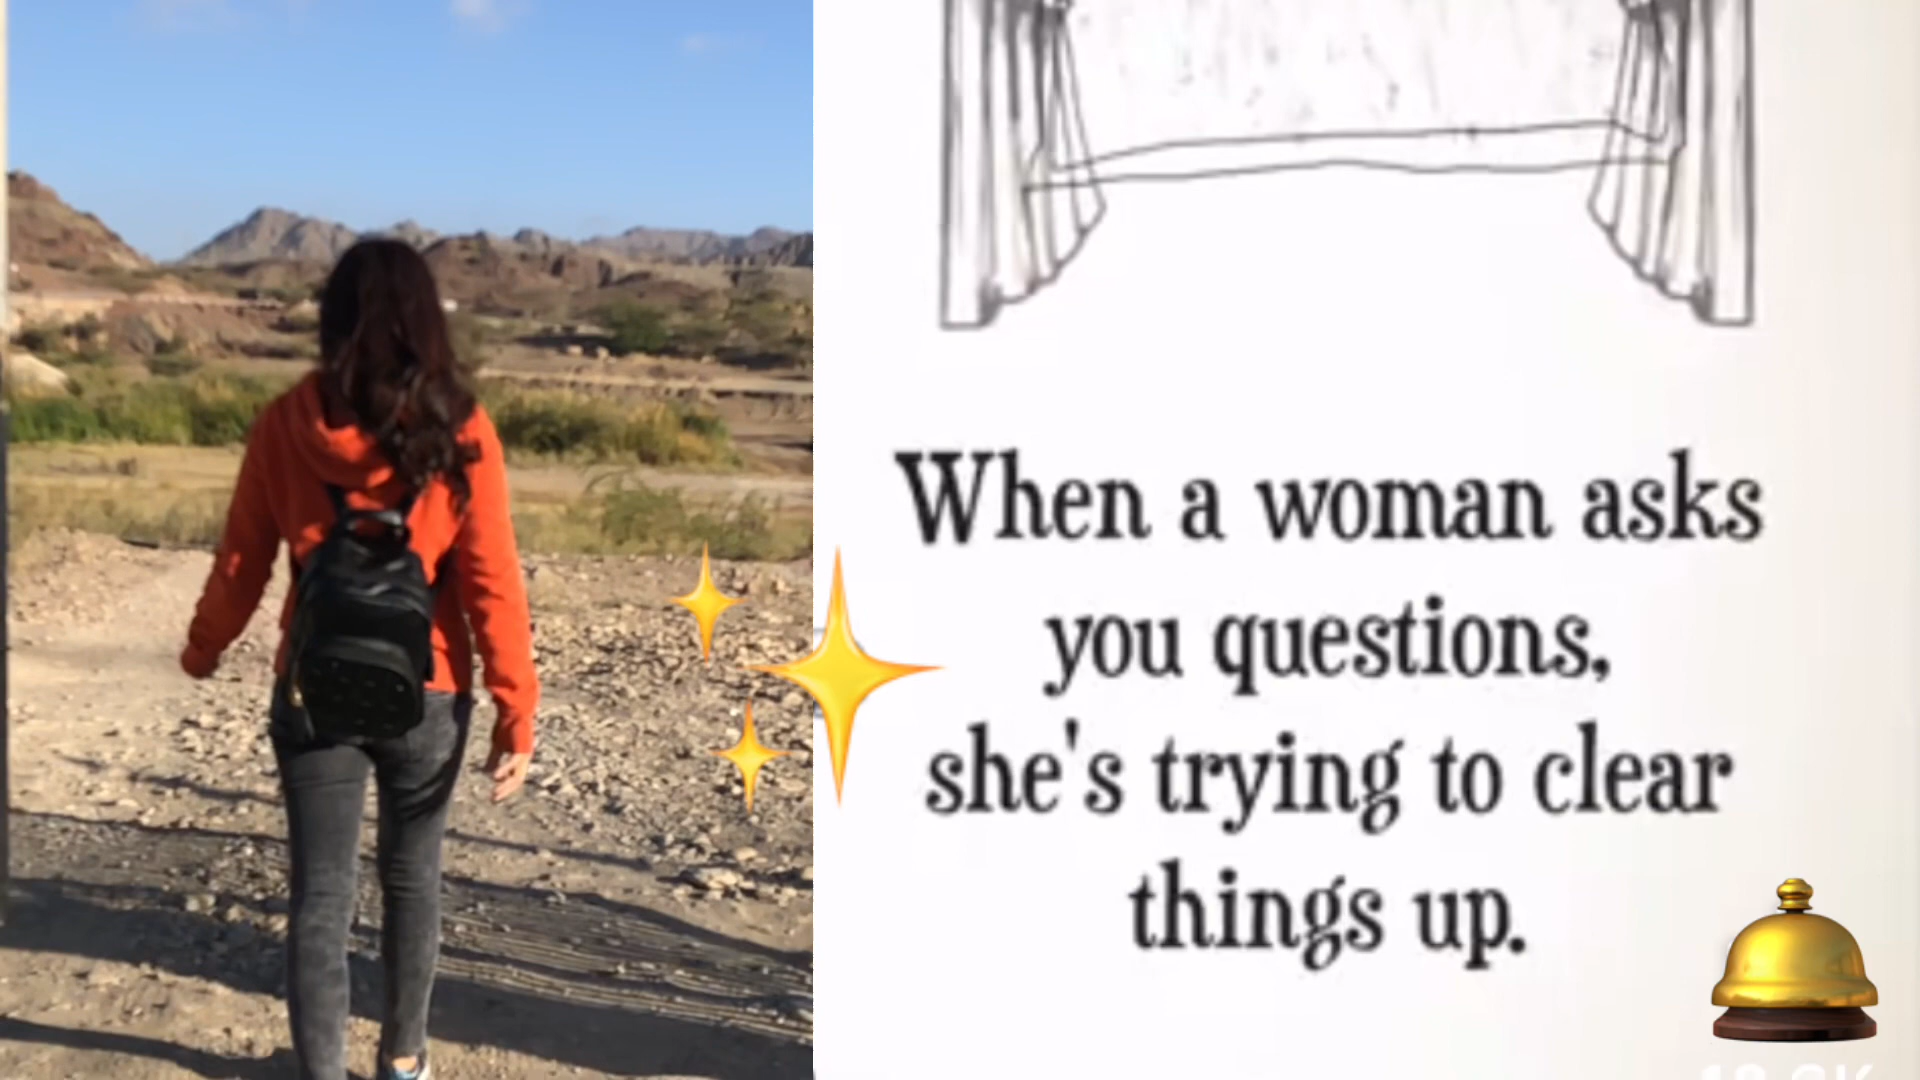 When a woman asks
you questions,
she's trying to clear
things up.